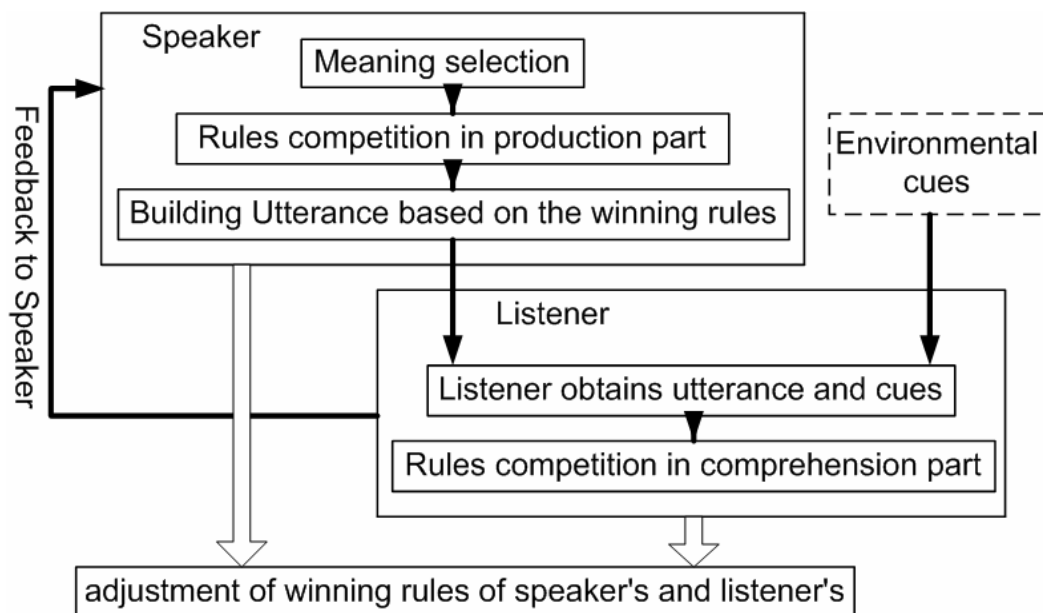 Speaker
Meaning selection
Rules competition in production part
Building Utterance based on the winning rules
Feedback to Speaker
Environmental
cues
Listener
Listener obtains utterance and cues
Rules competition in comprehension part
adjustment of winning rules of speaker's and listener's